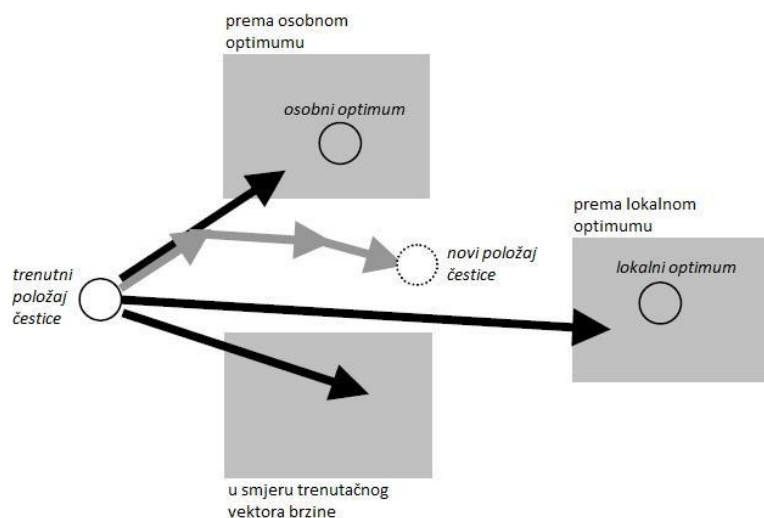 prema osobnom
optimumu
osobni optimum
prema lokalnom
optimumu
lokalni optimum
novi položaj
čestice
trenutni
položaj
čestice
u smjeru trenutačnog
vektora brzine